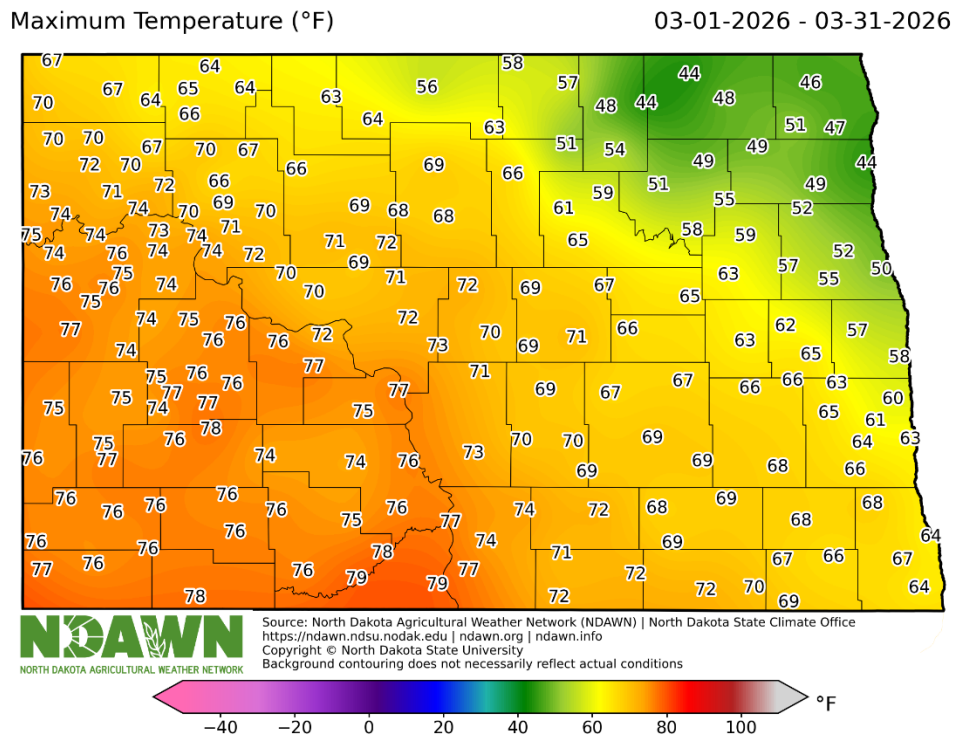 Maximum Temperature (°F) 03-01-2026 - 03-31-2026
67 64 58
67 65 64 56 57 44 46
70 64 63 48 44 48
66 64 63 51 47
70 70 67 70 67 51 54 49 49
72 70 66 69 66 44
73 71 72 66 59 51 49
74 74 70 69 70 69 68 68 61 55 52
75 74 73 74 71 71 72 65 58 59
74 76 74 74 72 69 52
76 76 75 74 70 70 71 72 69 67 65 63 57 55 50
75
77 74 75 76 76 76 72 72 73 70 69 71 66 63 62 57
74 77 71 65 58
75 76 76 77 69 67 67 66 66 63
75 75 74 77 77 75 65 60
78 61
75 77 76 74 74 76 73 70 70 69 69 64 63
76 69 68 66
76 76 76 76 76 75 76 77 74 72 68 69 68 68
76 76 76 78 74 71 69 64
77 76 76 79 79 77 72 67 66 67
78 72 72 70 69 64
NDAWN
NORTH DAKOTA AGRICULTURAL WEATHER NETWORK
Source: North Dakota Agricultural Weather Network (NDAWN) | North Dakota State Climate Office
https://ndawn.ndsu.nodak.edu | ndawn.org | ndawn.info
Copyright © North Dakota State University
Background contouring does not necessarily reflect actual conditions
°F
−40 −20 0 20 40 60 80 100